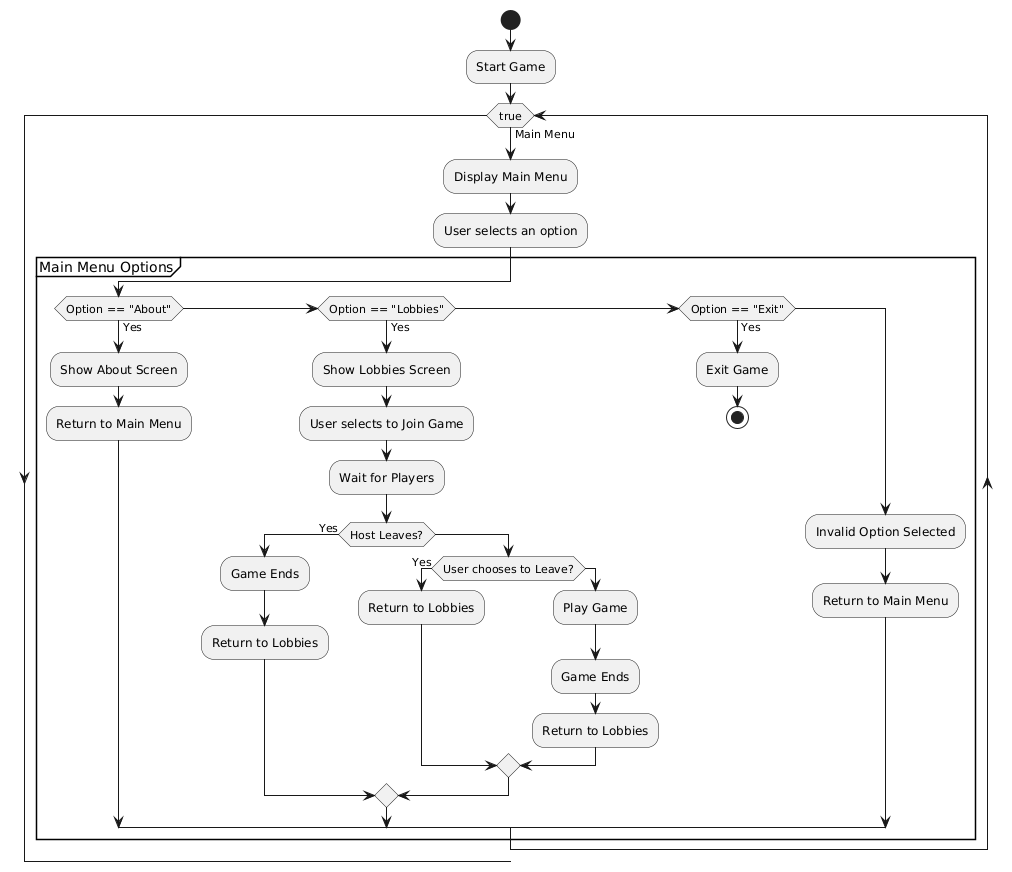 Start Game
true
Main Menu
Display Main Menu
User selects an option
Main Menu Options
Option == "About"
Yes
Show About Screen
Return to Main Menu
Option == "Lobbies"
Yes
Show Lobbies Screen
User selects to Join Game
Wait for Players
Host Leaves?
Yes
Game Ends
Return to Lobbies
User chooses to Leave?
Yes
Return to Lobbies
Play Game
Game Ends
Return to Lobbies
Option == "Exit"
Yes
Exit Game
Invalid Option Selected
Return to Main Menu